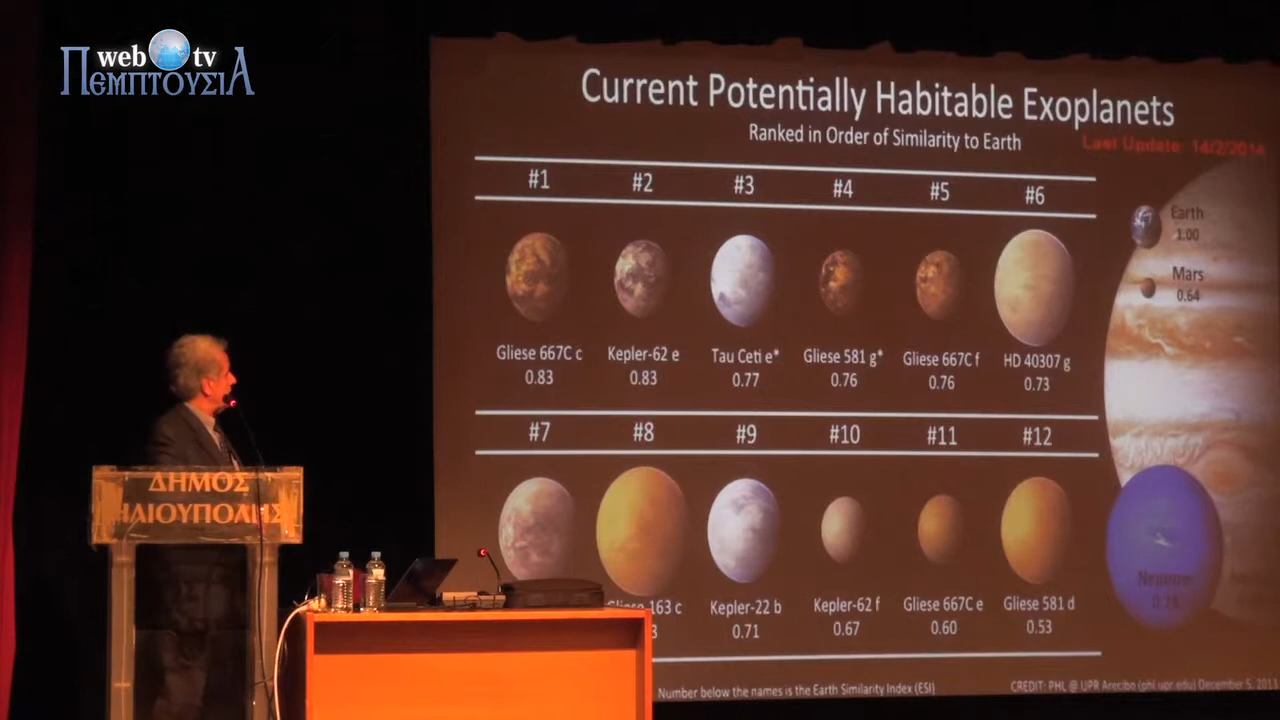 web tv
ΠΕΜΠΤΟΥΣΙΑ
Current Potentially Habitable Exoplanets
Ranked in Order of Similarity to Earth
Last Update: 14/2/2014
#1 #2 #3 #4 #5 #6
Earth
1.00
Mars
0.64
Gliese 667C c Kepler-62 e Tau Ceti e* Gliese 581 g* Gliese 667C f HD 40307 g
0.83 0.83 0.77 0.76 0.76 0.73
#7 #8 #9 #10 #11 #12
ΔΗΜΟΣ
ΗΛΙΟΥΠΟΛΗΣ
Neptune
163 c Kepler-22 b Kepler-62 f Gliese 667C e Gliese 581 d
3 0.71 0.67 0.60 0.53
Number below the names is the Earth Similarity Index (ESI)
CREDIT: PHL @ UPR Arecibo (phl.upr.edu) December 5, 2013